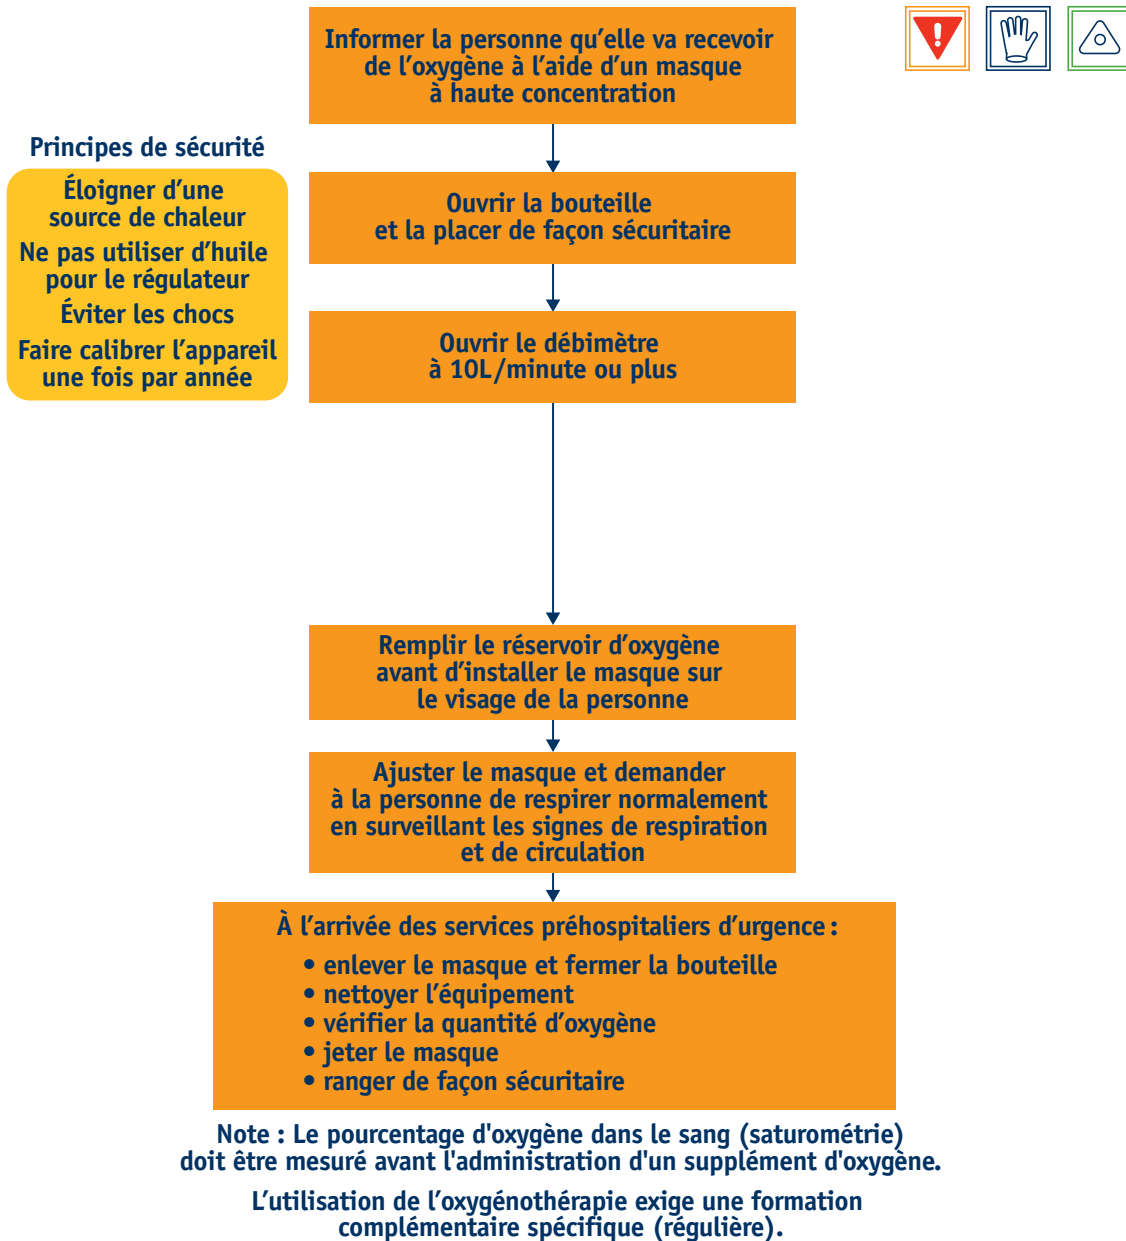 Informer la personne qu’elle va recevoir
de l’oxygène à l’aide d’un masque
à haute concentration
Principes de sécurité
Éloigner d’une
source de chaleur
Ne pas utiliser d’huile
pour le régulateur
Éviter les chocs
Faire calibrer l’appareil
une fois par année
Ouvrir la bouteille
et la placer de façon sécuritaire
Ouvrir le débimètre
à 10L/minute ou plus
Remplir le réservoir d’oxygène
avant d’installer le masque sur
le visage de la personne
Ajuster le masque et demander
à la personne de respirer normalement
en surveillant les signes de respiration
et de circulation
À l’arrivée des services préhospitaliers d’urgence :
• enlever le masque et fermer la bouteille
• nettoyer l’équipement
• vérifier la quantité d’oxygène
• jeter le masque
• ranger de façon sécuritaire
Note : Le pourcentage d'oxygène dans le sang (saturométrie)
doit être mesuré avant l'administration d'un supplément d'oxygène.
L’utilisation de l’oxygénothérapie exige une formation
complémentaire spécifique (régulière).